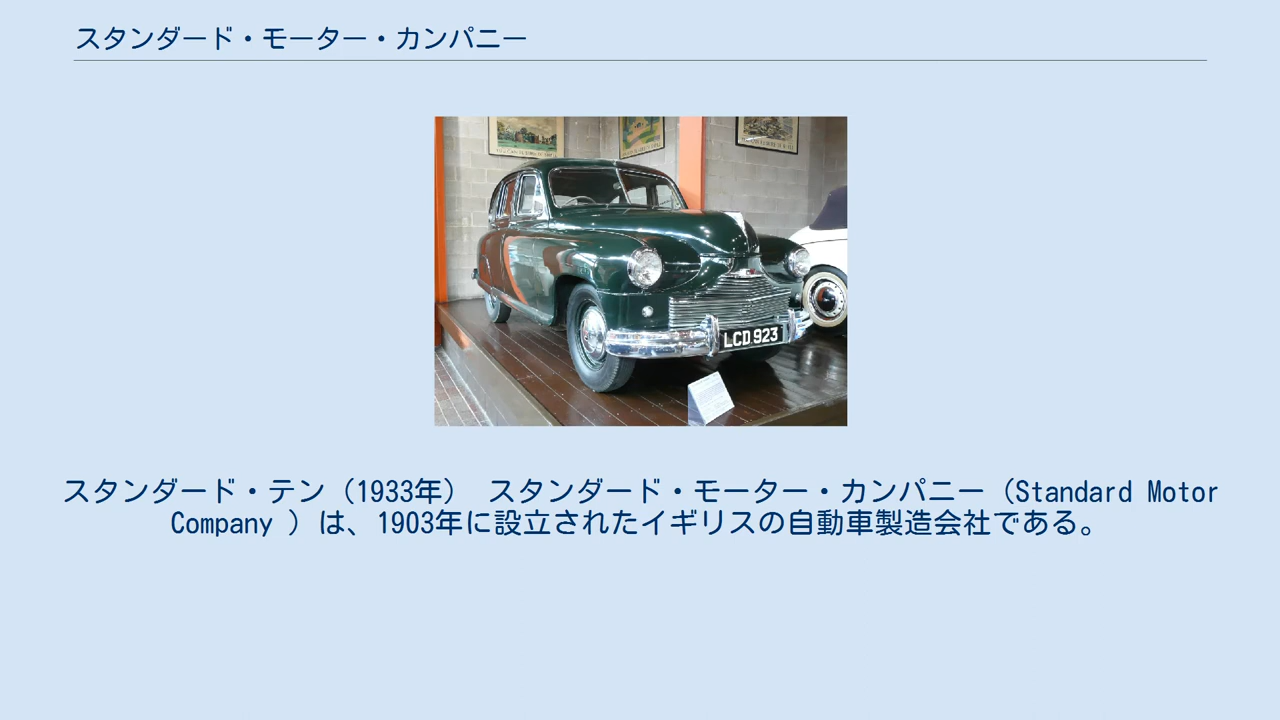 スタンダード・モーター・カンパニー
LCD 923
スタンダード・テン（1933年） スタンダード・モーター・カンパニー（Standard Motor
Company ）は、1903年に設立されたイギリスの自動車製造会社である。